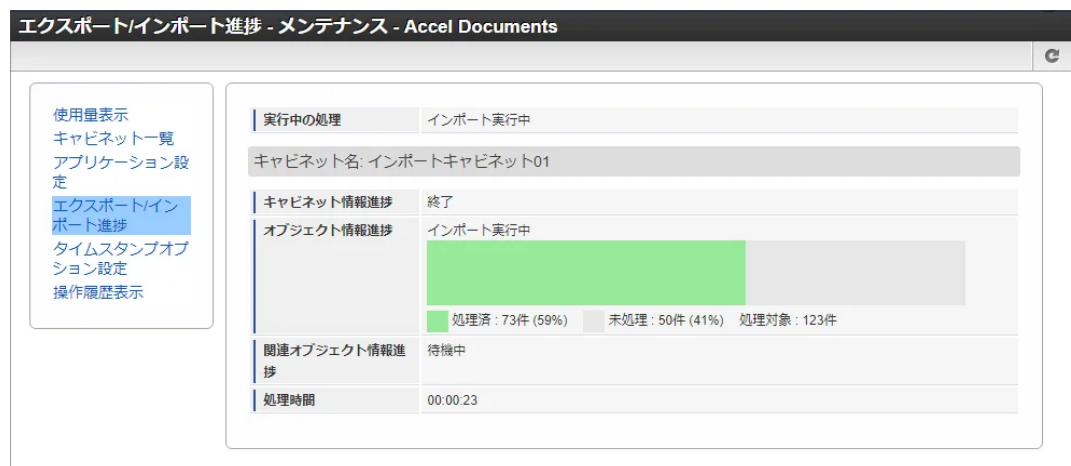 エクスポート/インポート進捗 - メンテナンス - Accel Documents
使用量表示
キャビネット一覧
アプリケーション設
定
エクスポート/イン
ポート進捗
タイムスタンプオプ
ション設定
操作履歴表示
実行中の処理 インポート実行中
キャビネット名: インポートキャビネット01
キャビネット情報進捗 終了
オブジェクト情報進捗 インポート実行中
処理済 : 73件 (59%) 未処理 : 50件 (41%) 処理対象 : 123件
関連オブジェクト情報進 待機中
捗
処理時間 00:00:23